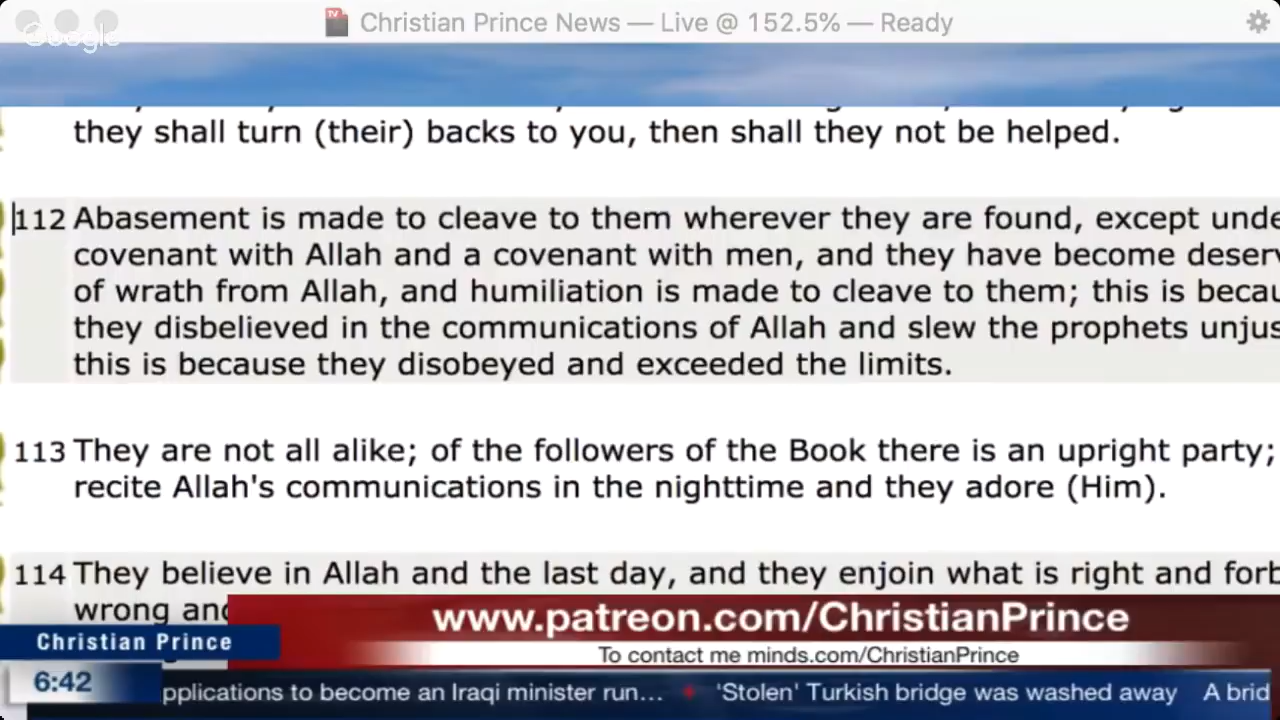 Christian Prince News — Live @ 152.5% — Ready
Google
they shall turn (their) backs to you, then shall they not be helped.
112 Abasement is made to cleave to them wherever they are found, except unde
covenant with Allah and a covenant with men, and they have become deserv
of wrath from Allah, and humiliation is made to cleave to them; this is becau
they disbelieved in the communications of Allah and slew the prophets unjus
this is because they disobeyed and exceeded the limits.
113 They are not all alike; of the followers of the Book there is an upright party;
recite Allah's communications in the nighttime and they adore (Him).
114 They believe in Allah and the last day, and they enjoin what is right and forb
wrong and
www.patreon.com/ChristianPrince
Christian Prince
To contact me minds.com/ChristianPrince
6:42
pplications to become an Iraqi minister run... 'Stolen' Turkish bridge was washed away A brid